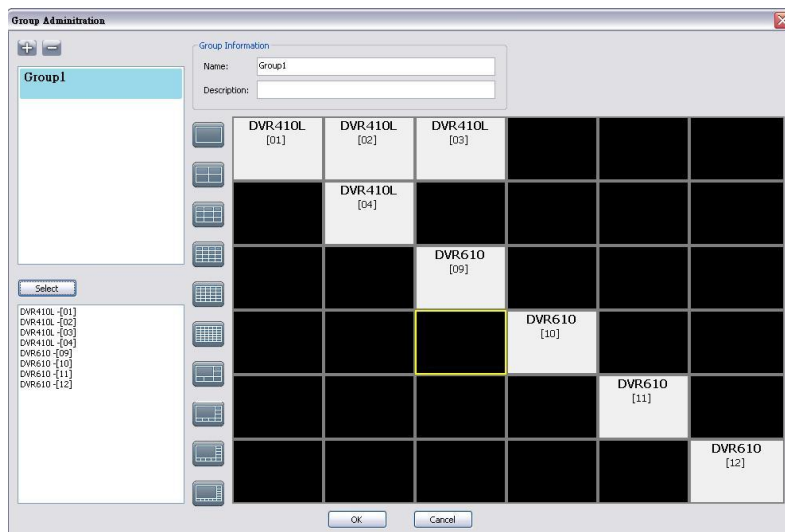 Group Adminitration
Group Information
Name:
Group1
Description:
Group1
DVR410L
[01]
DVR410L
[02]
DVR410L
[03]
DVR410L
[04]
DVR610
[09]
DVR610
[10]
DVR610
[11]
DVR610
[12]
Select
DVR410L -[01]
DVR410L -[02]
DVR410L -[03]
DVR410L -[04]
DVR610 -[09]
DVR610 -[10]
DVR610 -[11]
DVR610 -[12]
OK
Cancel